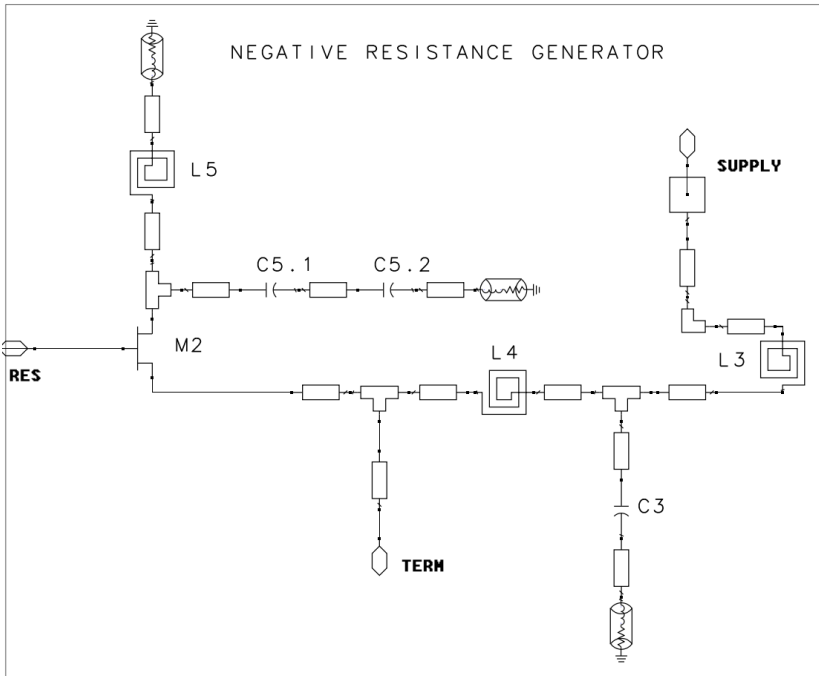 NEGATIVE RESISTANCE GENERATOR
SUPPLY
L5
C5.1
C5.2
M2
L4
L3
RES
C3
TERM